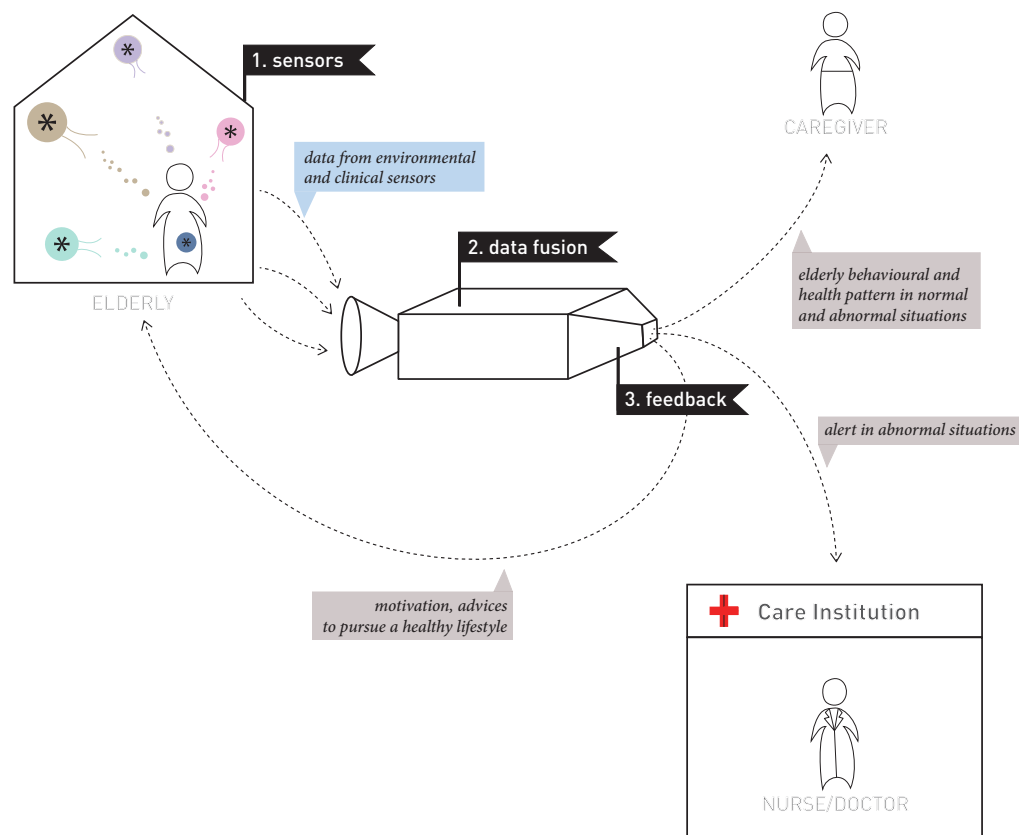 1. sensors
CAREGIVER
data from environmental
and clinical sensors
2. data fusion
elderly behavioural and
health pattern in normal
and abnormal situations
ELDERLY
3. feedback
alert in abnormal situations
motivation, advices
to pursue a healthy lifestyle
Care Institution
NURSE/DOCTOR